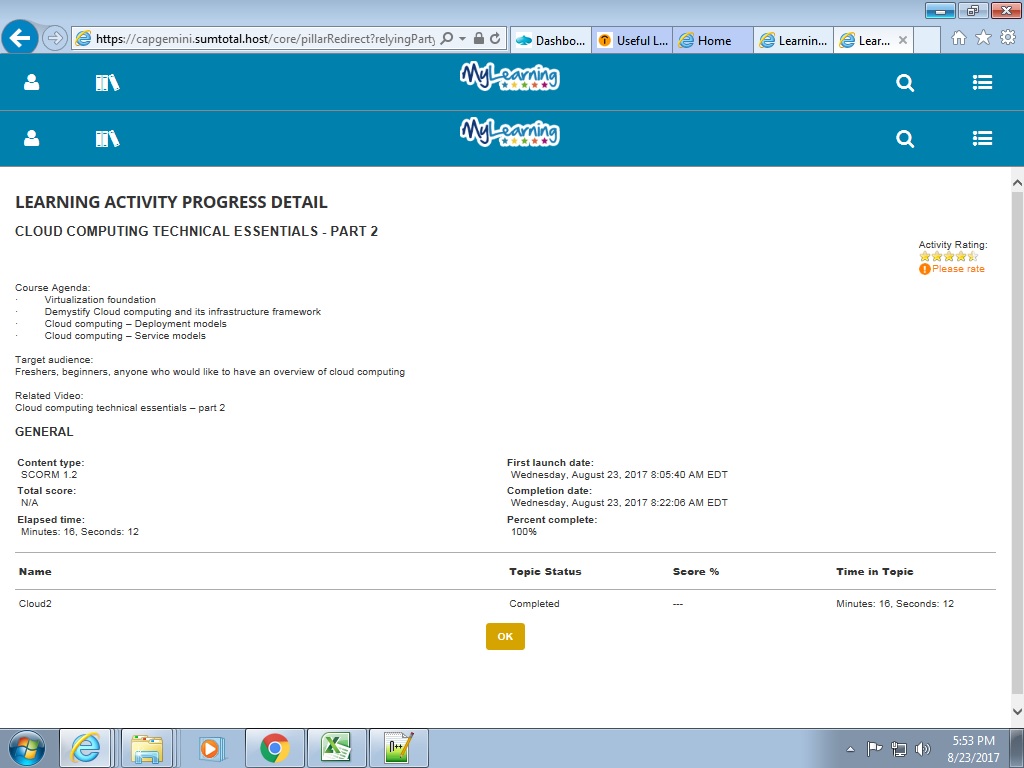 https://capgemini.sumtotal.host/core/pillarRedirect?relyingParty
Dashbo...
Useful L...
Home
Learnin...
Lear...
MyLearning
MyLearning
LEARNING ACTIVITY PROGRESS DETAIL
CLOUD COMPUTING TECHNICAL ESSENTIALS - PART 2
Activity Rating:
Please rate
Course Agenda:
· Virtualization foundation
· Demystify Cloud computing and its infrastructure framework
· Cloud computing – Deployment models
· Cloud computing – Service models
Target audience:
Freshers, beginners, anyone who would like to have an overview of cloud computing
Related Video:
Cloud computing technical essentials – part 2
GENERAL
Content type:
SCORM 1.2
Total score:
N/A
Elapsed time:
Minutes: 16, Seconds: 12
First launch date:
Wednesday, August 23, 2017 8:05:40 AM EDT
Completion date:
Wednesday, August 23, 2017 8:22:06 AM EDT
Percent complete:
100%
Name Topic Status Score % Time in Topic
Cloud2 Completed --- Minutes: 16, Seconds: 12
OK
5:53 PM
8/23/2017